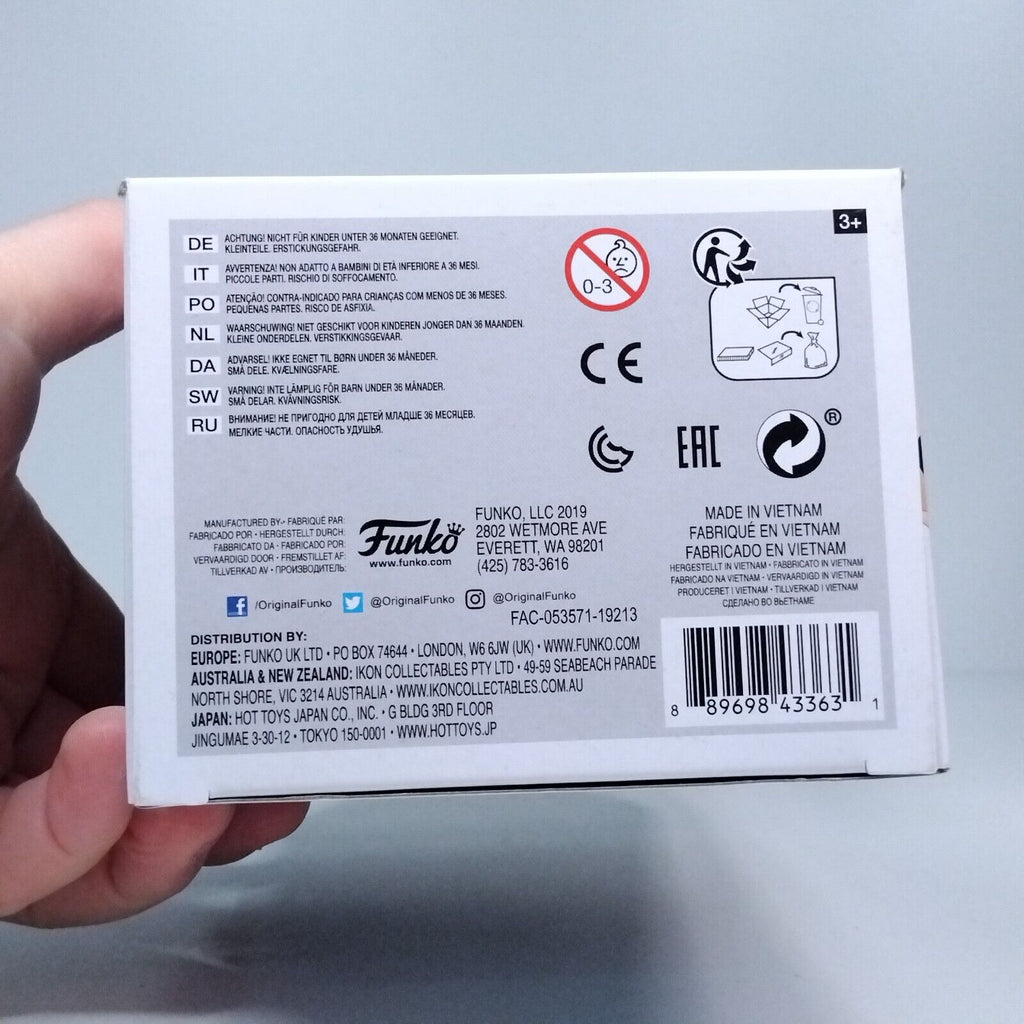 3+
DE ACHTUNG! NICHT FÜR KINDER UNTER 36 MONATEN GEEIGNET.
KLEINTEILE. ERSTICKUNGSGEFAHR.
IT AVVERTENZA! NON ADATTO A BAMBINI DI ETÀ INFERIORE A 36 MESI.
PICCOLE PARTI. RISCHIO DI SOFFOCAMENTO.
PO ATENÇÃO! CONTRA-INDICADO PARA CRIANÇAS COM MENOS DE 36 MESES.
PEQUENAS PARTES. RISCO DE ASFIXIA.
NL WAARSCHUWING! NIET GESCHIKT VOOR KINDEREN JONGER DAN 36 MAANDEN.
KLEINE ONDERDELEN. VERSTIKKINGSGEVAAR.
DA ADVARSEL! IKKE EGNET TIL BØRN UNDER 36 MÅNEDER.
SMÅ DELE. KVÆLNINGSFARE.
SW VARNING! INTE LÄMPLIG FÖR BARN UNDER 36 MÅNADER.
SMÅ DELAR. KVÄVNINGSRISK.
RU ВНИМАНИЕ! НЕ ПРИГОДНО ДЛЯ ДЕТЕЙ МЛАДШЕ 36 МЕСЯЦЕВ.
МЕЛКИЕ ЧАСТИ. ОПАСНОСТЬ УДУШЬЯ.
0-3
CE
EAC
®
MANUFACTURED BY • FABRIQUÉ PAR:
FABRICADO POR • HERGESTELLT DURCH:
FABBRICATO DA • FABRICADO POR:
VERVAARDIGD DOOR • FREMSTILLET AF:
TILLVERKAD AV • ПРОИЗВОДИТЕЛЬ:
Funko
www.funko.com
FUNKO, LLC 2019
2802 WETMORE AVE
EVERETT, WA 98201
(425) 783-3616
MADE IN VIETNAM
FABRIQUÉ EN VIETNAM
FABRICADO EN VIETNAM
HERGESTELLT IN VIETNAM • FABBRICATO IN VIETNAM
FABRICADO NA VIETNAM • VERVAARDIGD IN VIETNAM
PRODUCERET I VIETNAM • TILLVERKAD I VIETNAM
СДЕЛАНО ВО ВЬЕТНАМЕ
/OriginalFunko @OriginalFunko @OriginalFunko
FAC-053571-19213
DISTRIBUTION BY:
EUROPE: FUNKO UK LTD • PO BOX 74644 • LONDON, W6 6JW (UK) • WWW.FUNKO.COM
AUSTRALIA & NEW ZEALAND: IKON COLLECTABLES PTY LTD • 49-59 SEABEACH PARADE
NORTH SHORE, VIC 3214 AUSTRALIA • WWW.IKONCOLLECTABLES.COM.AU
JAPAN: HOT TOYS JAPAN CO., INC. • G BLDG 3RD FLOOR
JINGUMAE 3-30-12 • TOKYO 150-0001 • WWW.HOTTOYS.JP
8 89698 43363 1